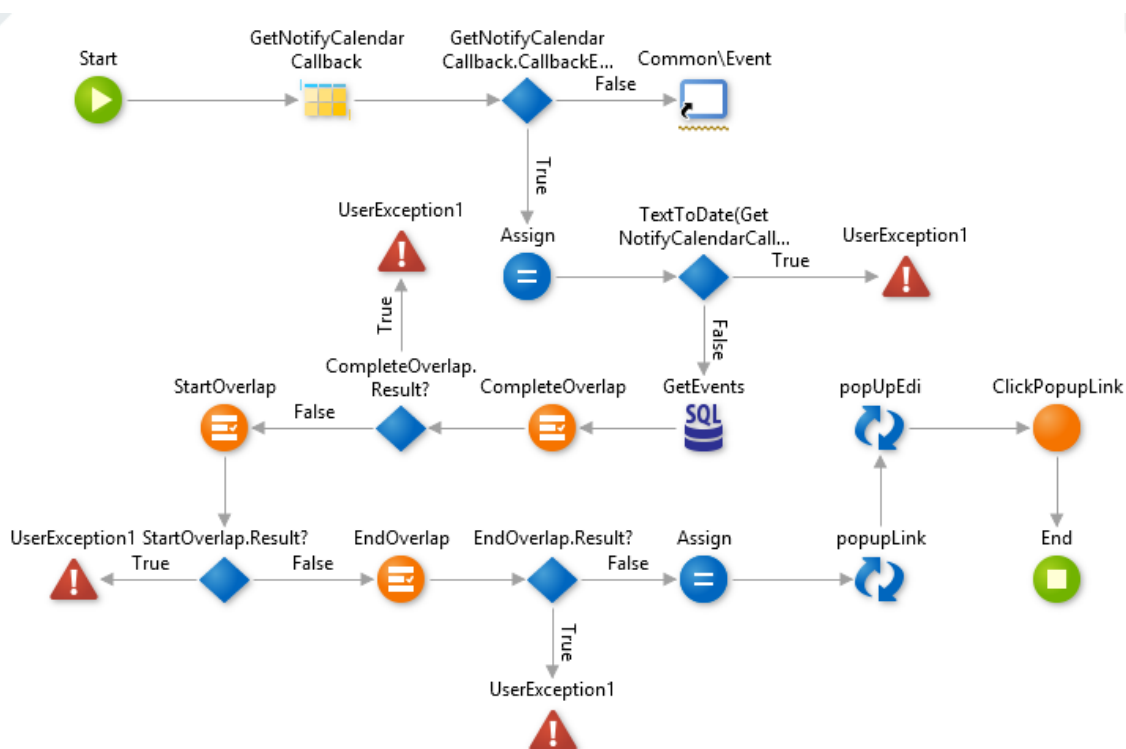 Start
GetNotifyCalendar
Callback
GetNotifyCalendar
Callback.CallbackE...
Common\Event
False
True
UserException1
Assign
TextToDate(Get
NotifyCalendarCall...
UserException1
True
True
False
StartOverlap
CompleteOverlap.
Result?
CompleteOverlap
GetEvents
popUpEdi
ClickPopupLink
False
SQL
UserException1
StartOverlap.Result?
EndOverlap
EndOverlap.Result?
Assign
popupLink
End
True
False
False
True
UserException1